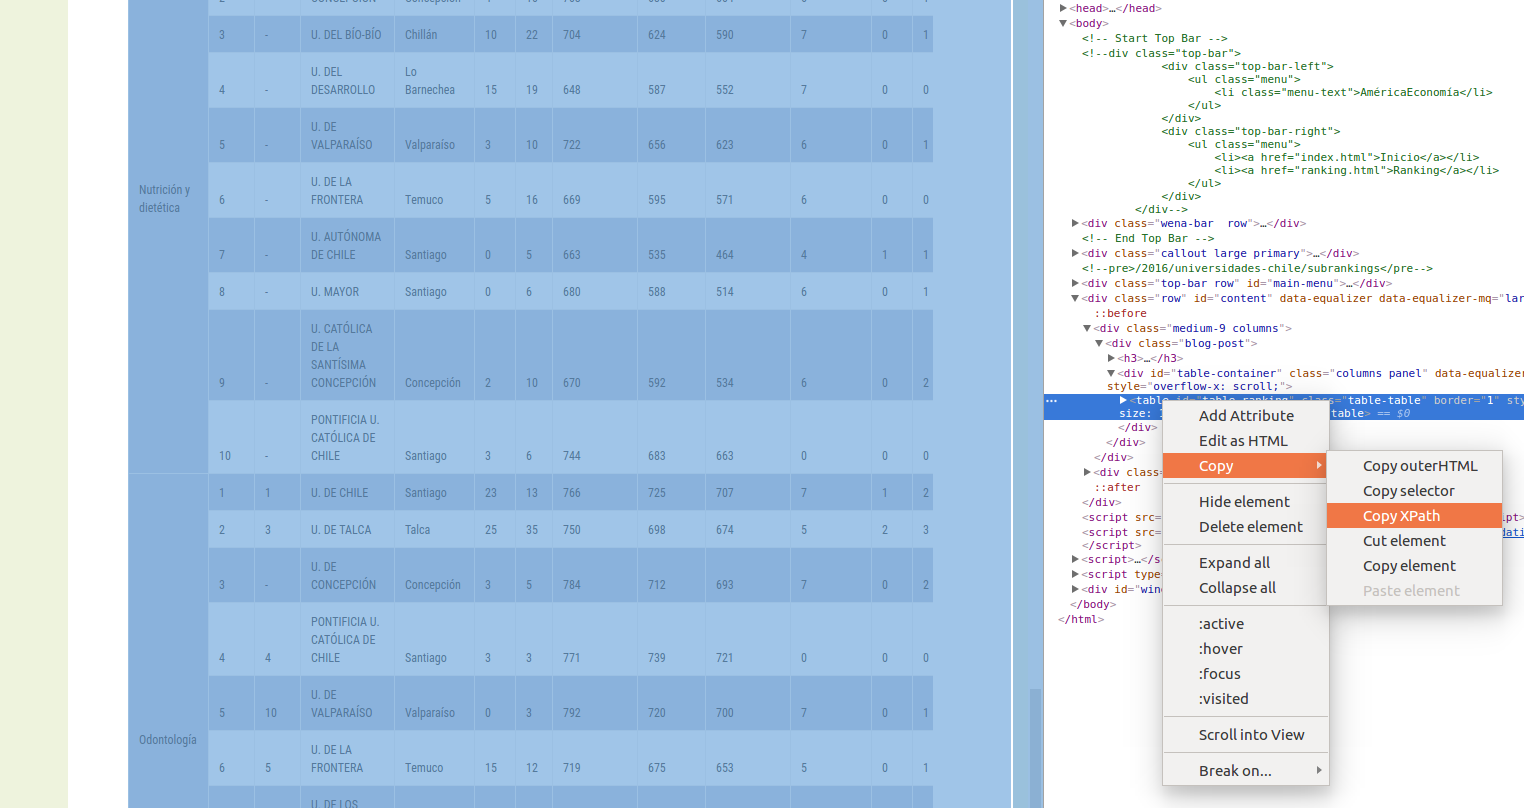 3 - U. DEL BÍO-BÍO Chillán 10 22 704 624 590 7 0 1
U. DEL Lo
4 - DESARROLLO Barnechea 15 19 648 587 552 7 0 0
U. DE
5 - VALPARAÍSO Valparaíso 3 10 722 656 623 6 0 1
Nutrición y
dietética
U. DE LA
6 - FRONTERA Temuco 5 16 669 595 571 6 0 0
U. AUTÓNOMA
7 - DE CHILE Santiago 0 5 663 535 464 4 1 1
8 - U. MAYOR Santiago 0 6 680 588 514 6 0 1
U. CATÓLICA
DE LA
SANTÍSIMA
9 - CONCEPCIÓN Concepción 2 10 670 592 534 6 0 2
PONTIFICIA U.
CATÓLICA DE
10 - CHILE Santiago 3 6 744 683 663 0 0 0
1 1 U. DE CHILE Santiago 23 13 766 725 707 7 1 2
2 3 U. DE TALCA Talca 25 35 750 698 674 5 2 3
U. DE
3 - CONCEPCIÓN Concepción 3 5 784 712 693 7 0 2
PONTIFICIA U.
CATÓLICA DE
4 4 CHILE Santiago 3 3 771 739 721 0 0 0
U. DE
5 10 VALPARAÍSO Valparaíso 0 3 792 720 700 7 0 1
Odontología
U. DE LA
6 5 FRONTERA Temuco 15 12 719 675 653 5 0 1
U. DE LOS
<head>…</head>
<body>
<!-- Start Top Bar -->
<!--div class="top-bar">
<div class="top-bar-left">
<ul class="menu">
<li class="menu-text">AméricaEconomía</li>
</ul>
</div>
<div class="top-bar-right">
<ul class="menu">
<li><a href="index.html">Inicio</a></li>
<li><a href="ranking.html">Ranking</a></li>
</ul>
</div>
</div-->
<div class="wena-bar  row">…</div>
<!-- End Top Bar -->
<div class="callout large primary">…</div>
<!--pre>/2016/universidades-chile/subrankings</pre-->
<div class="top-bar row" id="main-menu">…</div>
<div class="row" id="content" data-equalizer data-equalizer-mq="lar
::before
<div class="medium-9 columns">
<div class="blog-post">
<h3>…</h3>
<div id="table-container" class="columns panel" data-equalizer
style="overflow-x: scroll;">
<table id="table-ranking" class="table-table" border="1" sty
size: table> == $0
</div>
</div>
</div>
<div clas
::after
</div>
<script src= ipt>
<script src= dati
</script>
<script>…</s
<script type
<div id="win
</body>
</html>
Add Attribute
Edit as HTML
Copy
Hide element
Delete element
Expand all
Collapse all
:active
:hover
:focus
:visited
Scroll into View
Break on...
Copy outerHTML
Copy selector
Copy XPath
Cut element
Copy element
Paste element